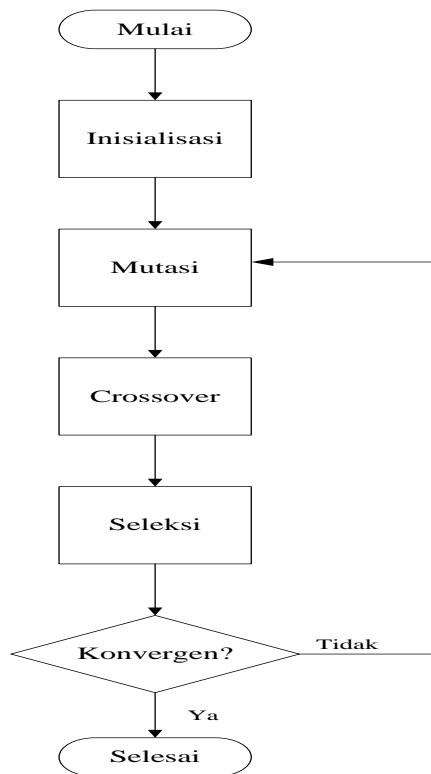 Mulai
Inisialisasi
Mutasi
Crossover
Seleksi
Konvergen?
Tidak
Ya
Selesai